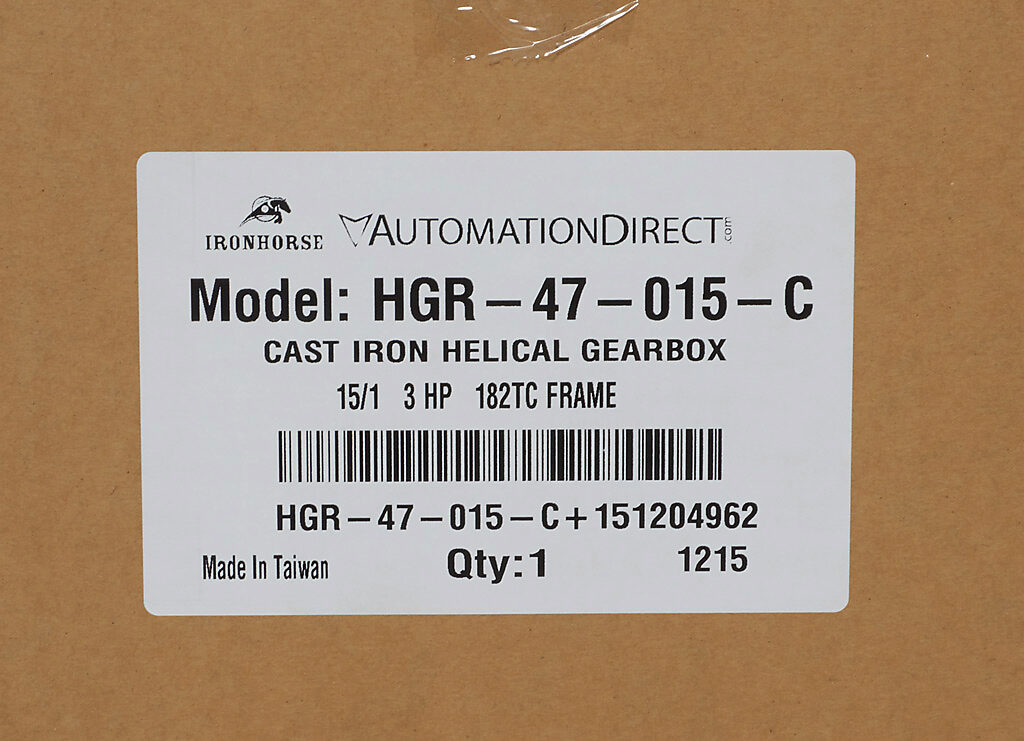 IRONHORSE AUTOMATIONDIRECT.com
Model: HGR-47-015-C
CAST IRON HELICAL GEARBOX
15/1 3 HP 182TC FRAME
HGR-47-015-C+151204962
Made In Taiwan Qty:1 1215